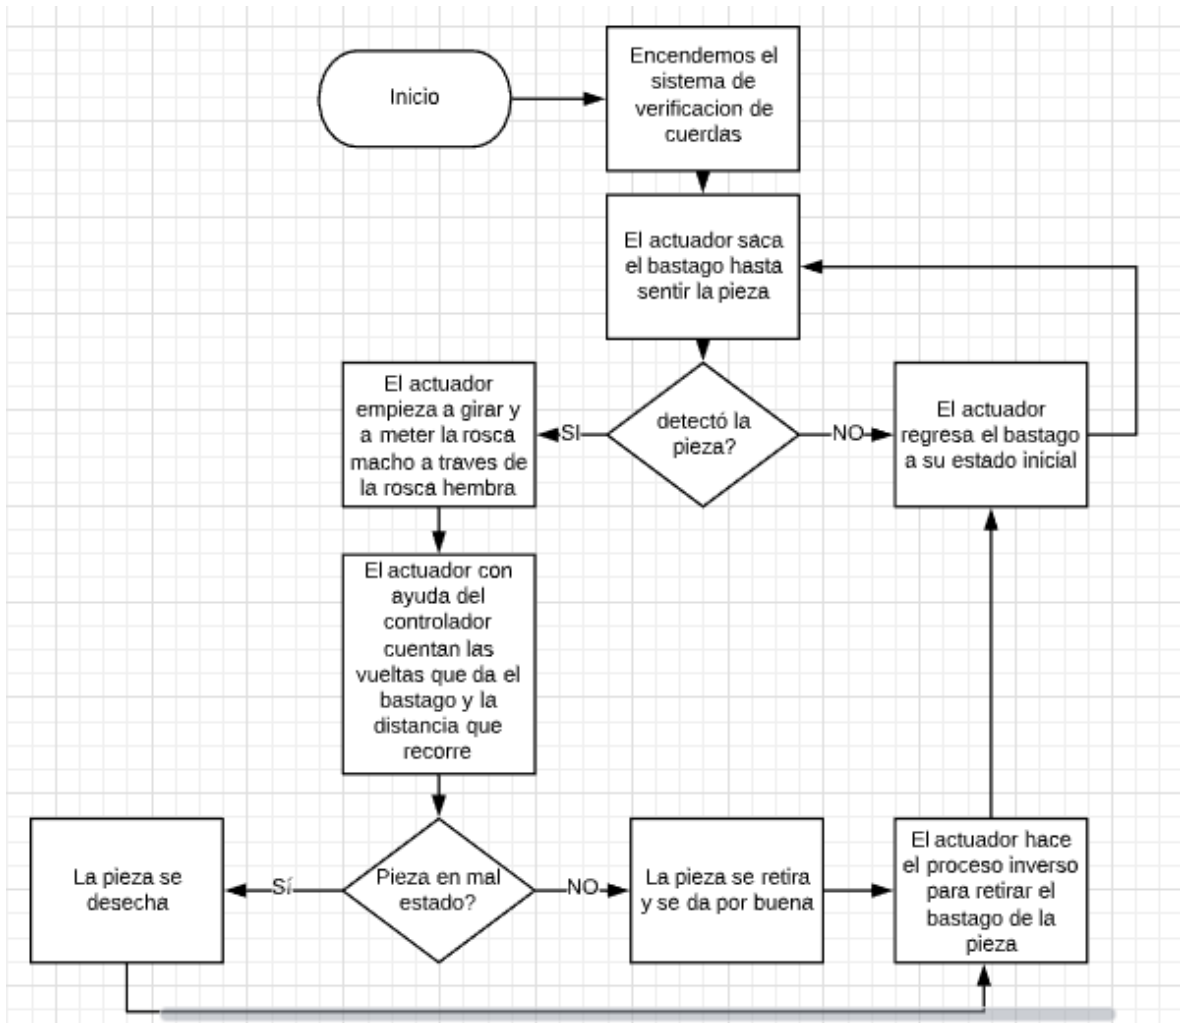 Inicio
Encendemos el
sistema de
verificacion de
cuerdas
El actuador saca
el bastago hasta
sentir la pieza
El actuador
empieza a girar y
a meter la rosca
macho a traves de
la rosca hembra
SI
detectó la
pieza?
NO
El actuador
regresa el bastago
a su estado inicial
El actuador con
ayuda del
controlador
cuentan las
vueltas que da el
bastago y la
distancia que
recorre
La pieza se
desecha
Sí
Pieza en mal
estado?
NO
La pieza se retira
y se da por buena
El actuador hace
el proceso inverso
para retirar el
bastago de la
pieza